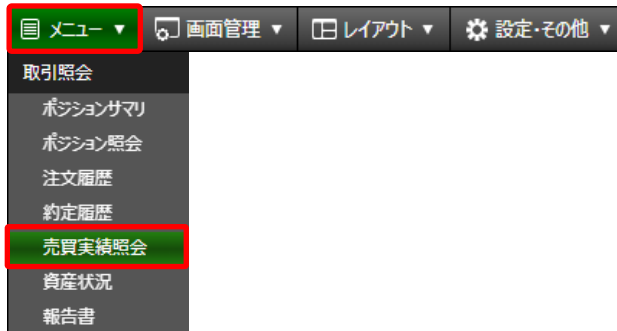 メニュー ▼ 画面管理 ▼ レイアウト ▼ 設定・その他 ▼
取引照会
ポジションサマリ
ポジション照会
注文履歴
約定履歴
売買実績照会
資産状況
報告書